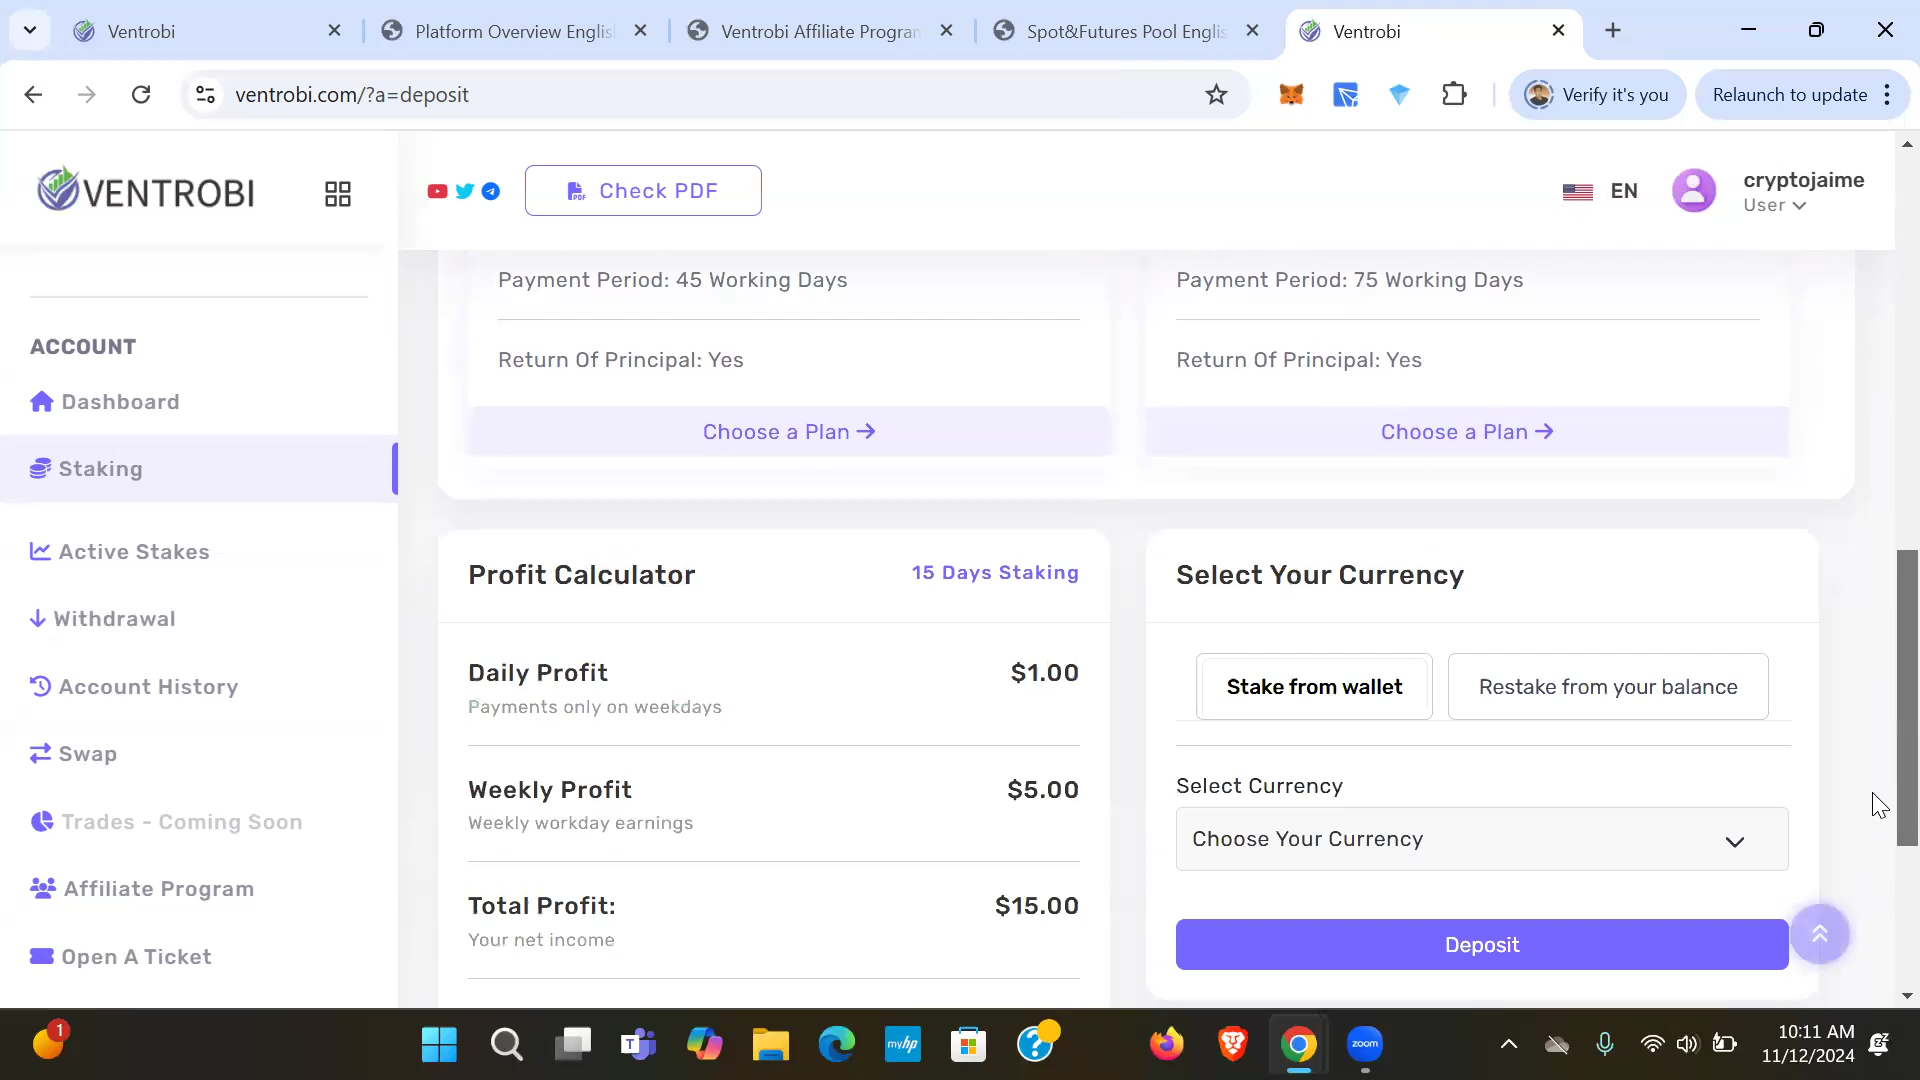 Ventrobi
Platform Overview Englis
Ventrobi Affiliate Program
Spot&Futures Pool Englis
Ventrobi
ventrobi.com/?a=deposit
Verify it's you
Relaunch to update
VENTROBI
Check PDF
EN
cryptojaime
User
ACCOUNT
Dashboard
Staking
Active Stakes
Withdrawal
Account History
Swap
Trades - Coming Soon
Affiliate Program
Open A Ticket
Payment Period: 45 Working Days
Return Of Principal: Yes
Choose a Plan
Payment Period: 75 Working Days
Return Of Principal: Yes
Choose a Plan
Profit Calculator
15 Days Staking
Daily Profit
$1.00
Payments only on weekdays
Weekly Profit
$5.00
Weekly workday earnings
Total Profit:
$15.00
Your net income
Select Your Currency
Stake from wallet
Restake from your balance
Select Currency
Choose Your Currency
Deposit
1
myhp
zoom
10:11 AM
11/12/2024